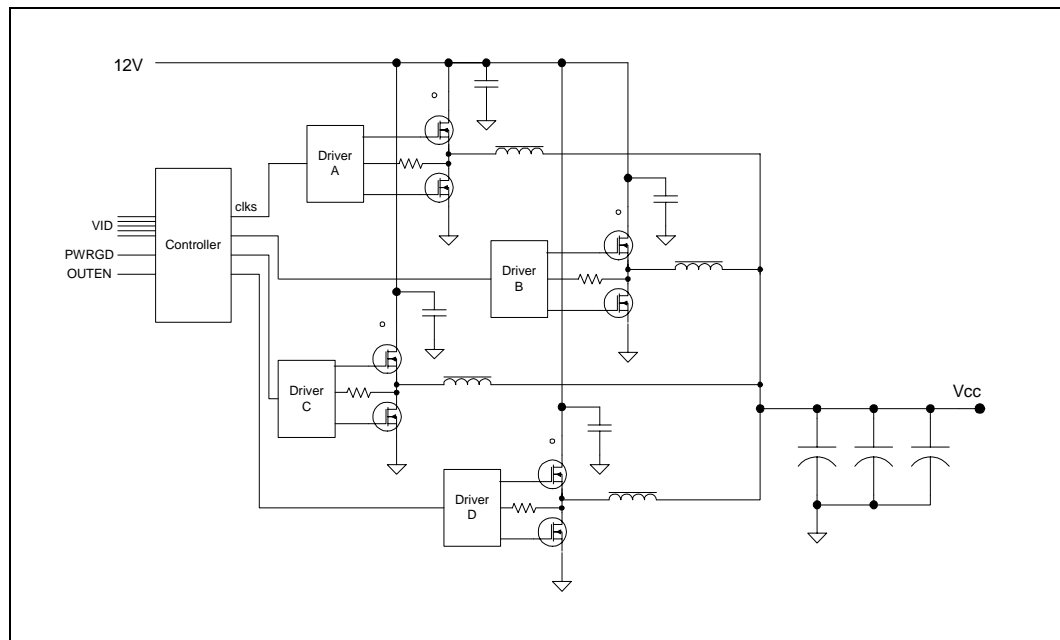 12V
Driver
A
clks
VID
Controller
PWRGD
OUTEN
Driver
B
Driver
C
Vcc
Driver
D